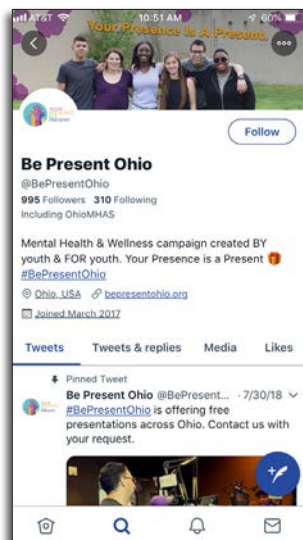 AT&T 10:51 AM 60%
Your Presence Is A Present.
Follow
Be Present Ohio
@BePresentOhio
995 Followers 310 Following
Including OhioMHAS
Mental Health & Wellness campaign created BY
youth & FOR youth. Your Presence is a Present
#BePresentOhio
Ohio, USA bepresentohio.org
Joined March 2017
Tweets Tweets & replies Media Likes
Pinned Tweet
Be Present Ohio @BePresent... · 7/30/18
#BePresentOhio is offering free
presentations across Ohio. Contact us with
your request.